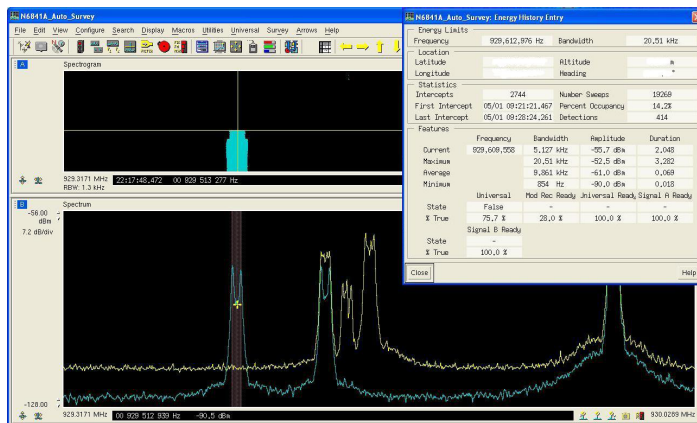 N6841A_Auto_Survey
File Edit View Configure Search Display Macros Utilities Universal Survey Arrows Help
A Spectrogram
929.3171 MHz 22:17:48.472 00 929 513 277 Hz
RBW: 1.3 kHz
B Spectrum
-56.00
dBm
7.2 dB/div
-128.00
929.3171 MHz 00 929 512 939 Hz -90.5 dBm 930.0289 MHz
N6841A_Auto_Survey: Energy History Entry
Energy Limits
Frequency 929,612,976 Hz Bandwidth 20.51 kHz
Location
Latitude Altitude m
Longitude Heading , °
Statistics
Intercepts 2744 Number Sweeps 19269
First Intercept 05/01 09:21:21.467 Percent Occupancy 14.2%
Last Intercept 05/01 09:28:24.261 Detections 414
Features
Frequency Bandwidth Amplitude Duration
Current 929,609,558 5.127 kHz -55.7 dBm 2.048
Maximum 20.51 kHz -52.5 dBm 3.282
Average 9.861 kHz -61.0 dBm 0.069
Minimum 854 Hz -90.0 dBm 0.018
Universal Mod Rec Ready Universal Ready Signal A Ready
State False - - -
% True 75.7 % 28.0 % 100.0 % 100.0 %
Signal B Ready
State -
% True 100.0 %
Close Help